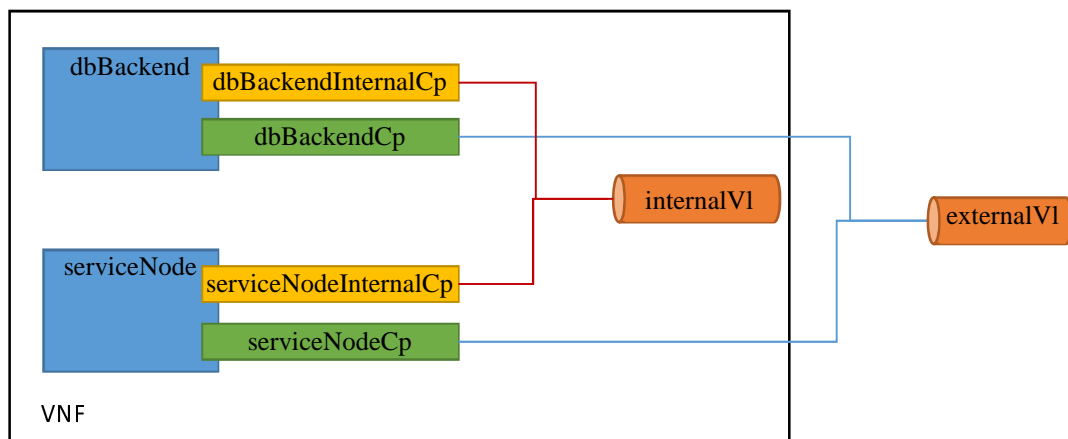 dbBackend
dbBackendInternalCp
dbBackendCp
internalVl
externalVl
serviceNode
serviceNodeInternalCp
serviceNodeCp
VNF